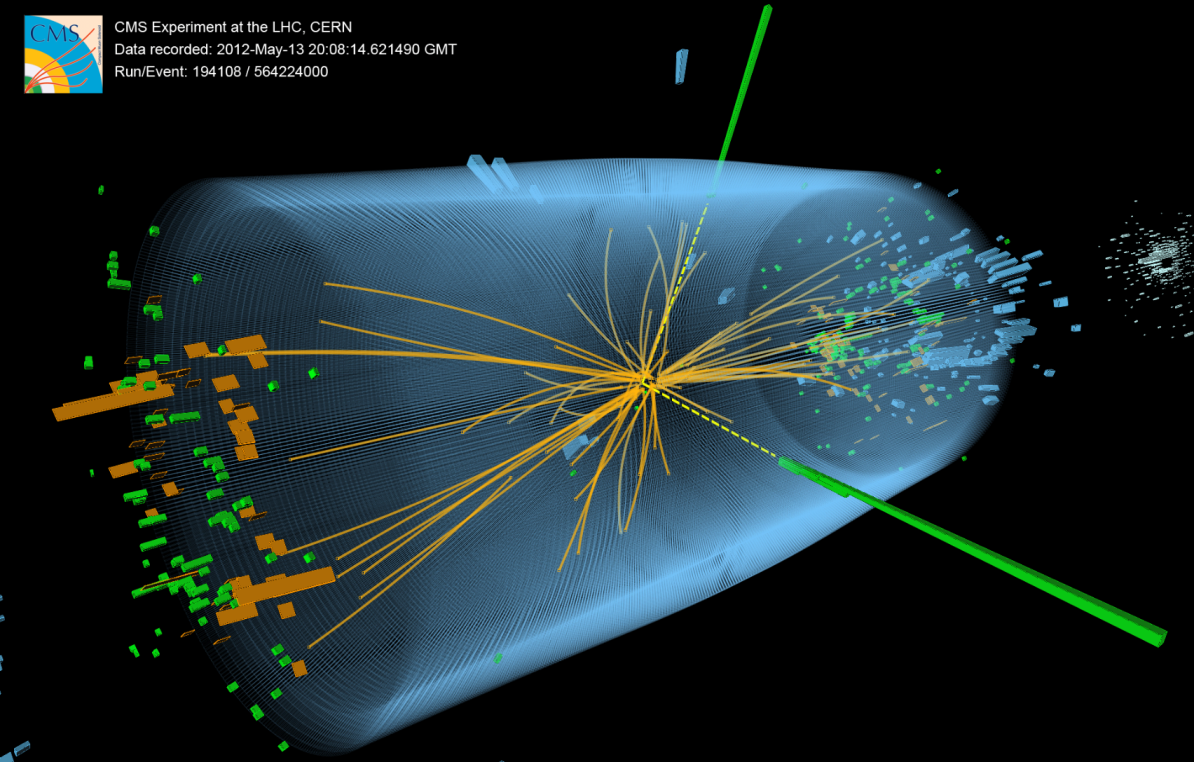 CMS
CMS Experiment at the LHC, CERN
Data recorded: 2012-May-13 20:08:14.621490 GMT
Run/Event: 194108 / 564224000